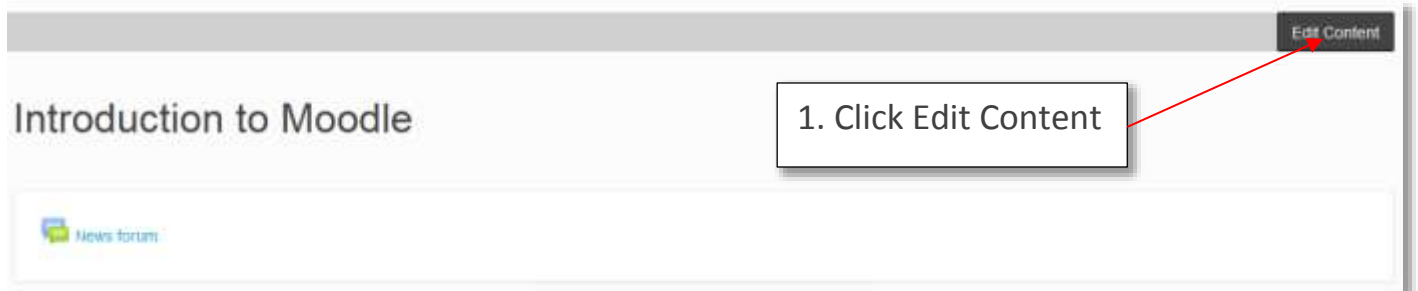 Edit Content
Introduction to Moodle
1. Click Edit Content
News forum